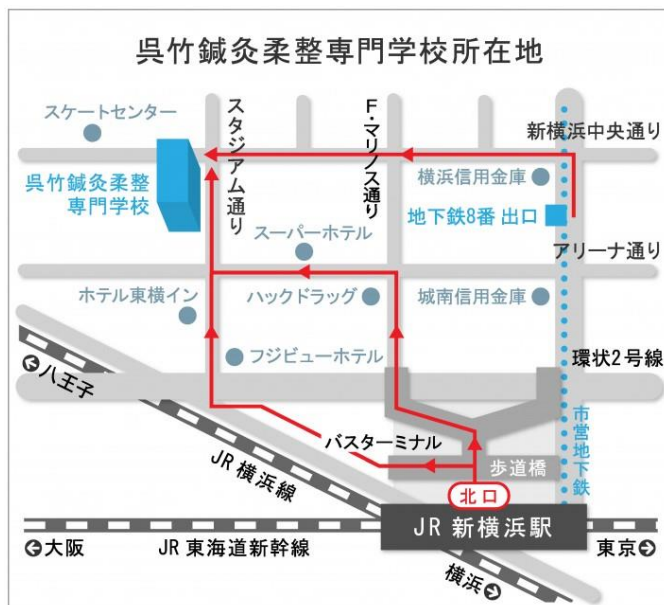 呉竹鍼灸柔整専門学校所在地
スケートセンター
スタジアム通り
F・マリノス通り
新横浜中央通り
呉竹鍼灸柔整
専門学校
横浜信用金庫
地下鉄8番 出口
スーパーホテル
アリーナ通り
ホテル東横イン
ハックドラッグ
城南信用金庫
フジビューホテル
環状2号線
八王子
バスターミナル
市営地下鉄
歩道橋
JR 横浜線
北口
JR 新横浜駅
大阪
JR 東海道新幹線
東京
横浜